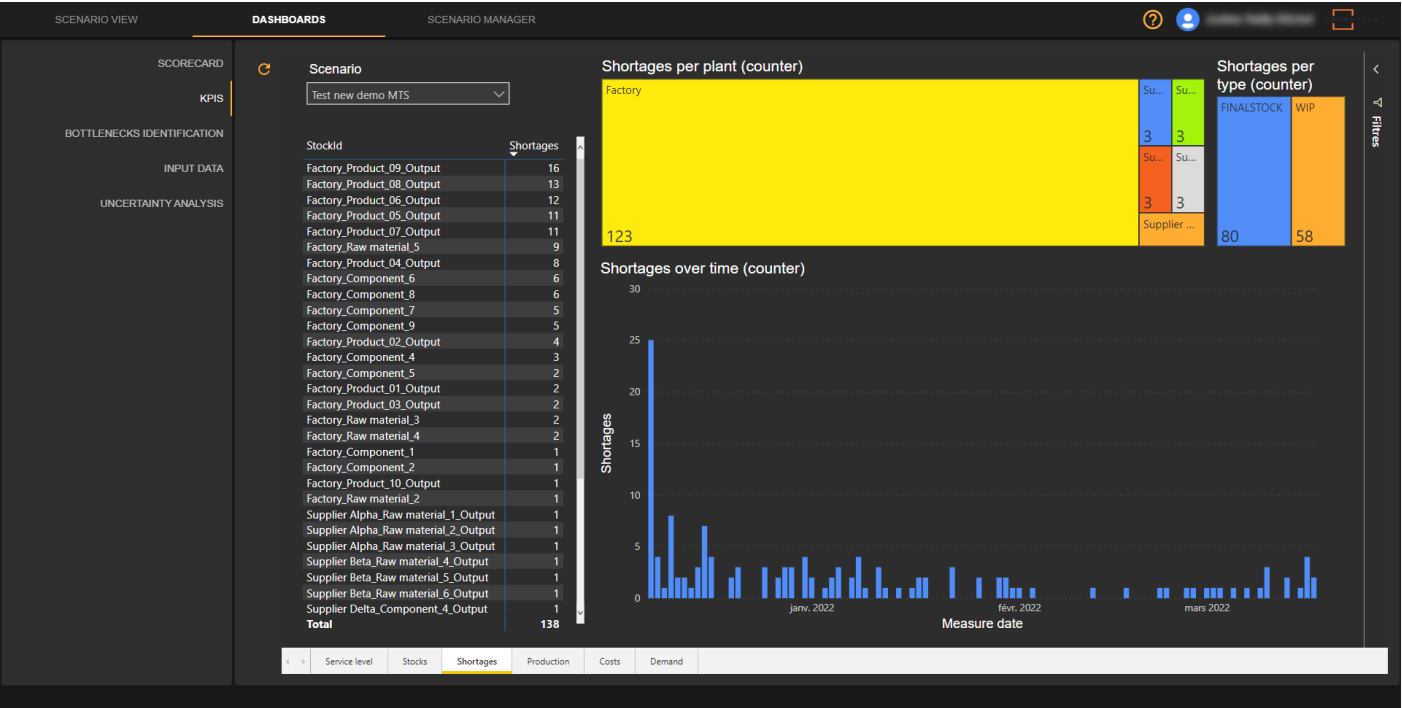 SCENARIO VIEW DASHBOARDS SCENARIO MANAGER ?
SCORECARD
KPIS
BOTTLENECKS IDENTIFICATION
INPUT DATA
UNCERTAINTY ANALYSIS
Scenario
Test new demo MTS
StockId Shortages
Factory_Product_09_Output 16
Factory_Product_08_Output 13
Factory_Product_06_Output 12
Factory_Product_05_Output 11
Factory_Product_07_Output 11
Factory_Raw material_5 9
Factory_Product_04_Output 8
Factory_Component_6 6
Factory_Component_8 6
Factory_Component_7 5
Factory_Component_9 5
Factory_Product_02_Output 4
Factory_Component_4 3
Factory_Component_5 2
Factory_Product_01_Output 2
Factory_Product_03_Output 2
Factory_Raw material_3 2
Factory_Raw material_4 2
Factory_Component_1 1
Factory_Component_2 1
Factory_Product_10_Output 1
Factory_Raw material_2 1
Supplier Alpha_Raw material_1_Output 1
Supplier Alpha_Raw material_2_Output 1
Supplier Alpha_Raw material_3_Output 1
Supplier Beta_Raw material_4_Output 1
Supplier Beta_Raw material_5_Output 1
Supplier Beta_Raw material_6_Output 1
Supplier Delta_Component_4_Output 1
Total 138
Shortages per plant (counter)
Factory
123
Su... Su...
3 3
Su... Su...
3 3
Supplier ...
Shortages per
type (counter)
FINALSTOCK WIP
80 58
Filtres
Shortages over time (counter)
Shortages
30
25
20
15
10
5
0
janv. 2022 févr. 2022 mars 2022
Measure date
Service level Stocks Shortages Production Costs Demand